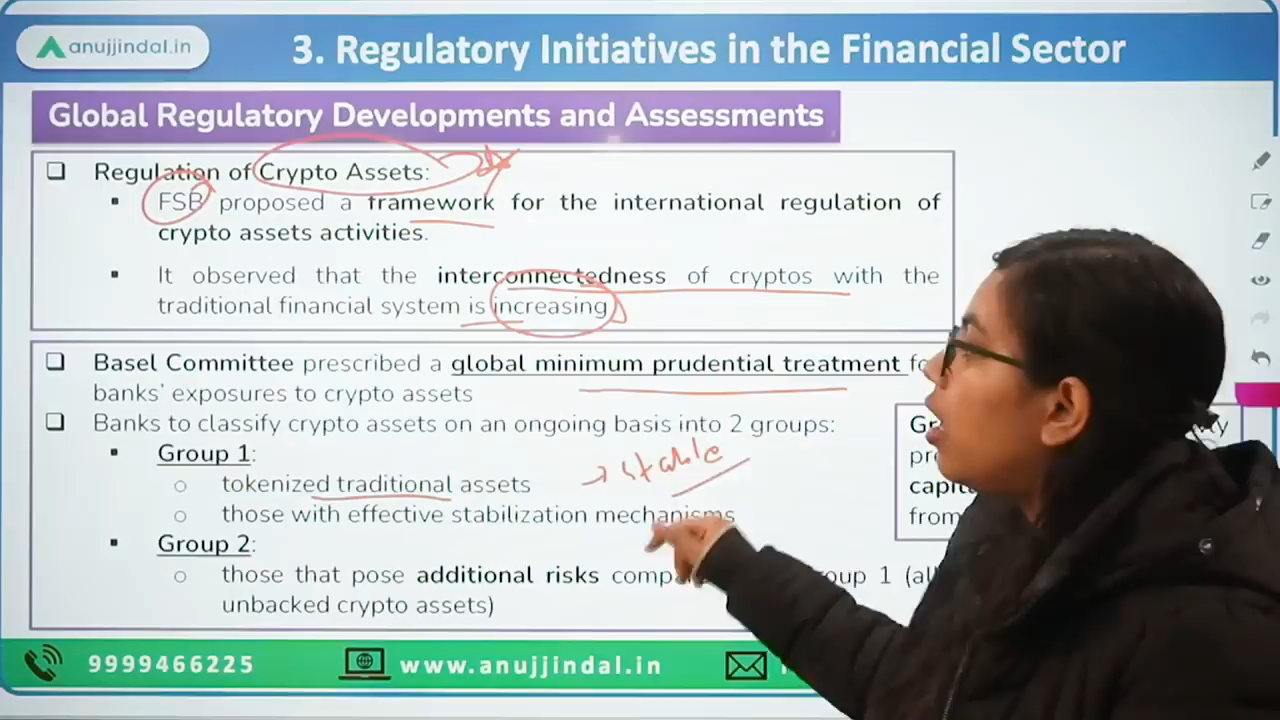 anujjindal.in
3. Regulatory Initiatives in the Financial Sector
Global Regulatory Developments and Assessments
❑ Regulation of Crypto Assets:
▪ FSB proposed a framework for the international regulation of
crypto assets activities.
▪ It observed that the interconnectedness of cryptos with the
traditional financial system is increasing
❑ Basel Committee prescribed a global minimum prudential treatment
banks' exposures to crypto assets
❑ Banks to classify crypto assets on an ongoing basis into 2 groups:
▪ Group 1:
o tokenized traditional assets
→ stable
o those with effective stabilization mechanisms
▪ Group 2:
o those that pose additional risks 1
unbacked crypto assets)
from
9999466225
www.anujjindal.in